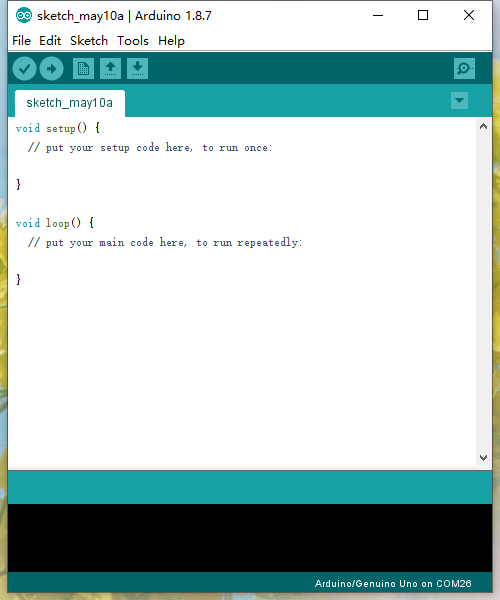 sketch_may10a | Arduino 1.8.7
File Edit Sketch Tools Help
sketch_may10a
void setup() {
// put your setup code here, to run once:
}
void loop() {
// put your main code here, to run repeatedly:
}
Arduino/Genuino Uno on COM26